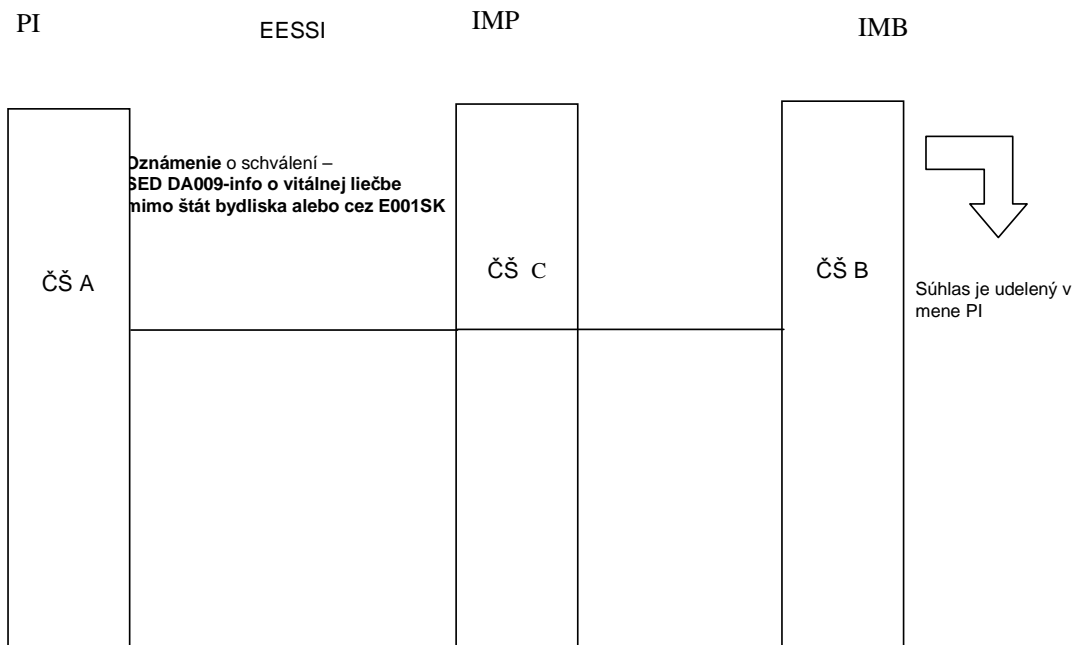 PI
EESSI
IMP
IMB
Oznámenie o schválení –
SED DA009-info o vitálnej liečbe
mimo štát bydliska alebo cez E001SK
ČŠ A
ČŠ C
ČŠ B
Súhlas je udelený v
mene PI